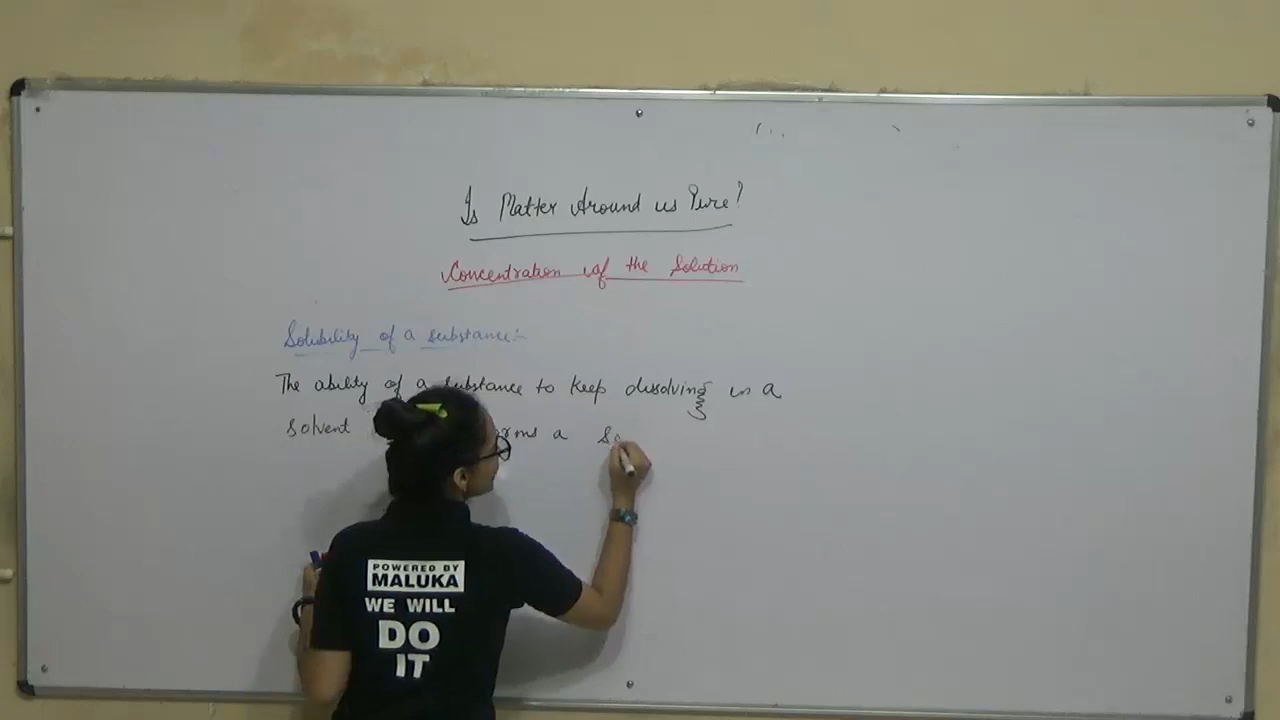 Is Matter Around us Pure?
Concentration of the Solution
Solubility of a substance:-
The ability of a substance to keep dissolving in a
solvent a
POWERED BY
MALUKA
WE WILL
DO
IT